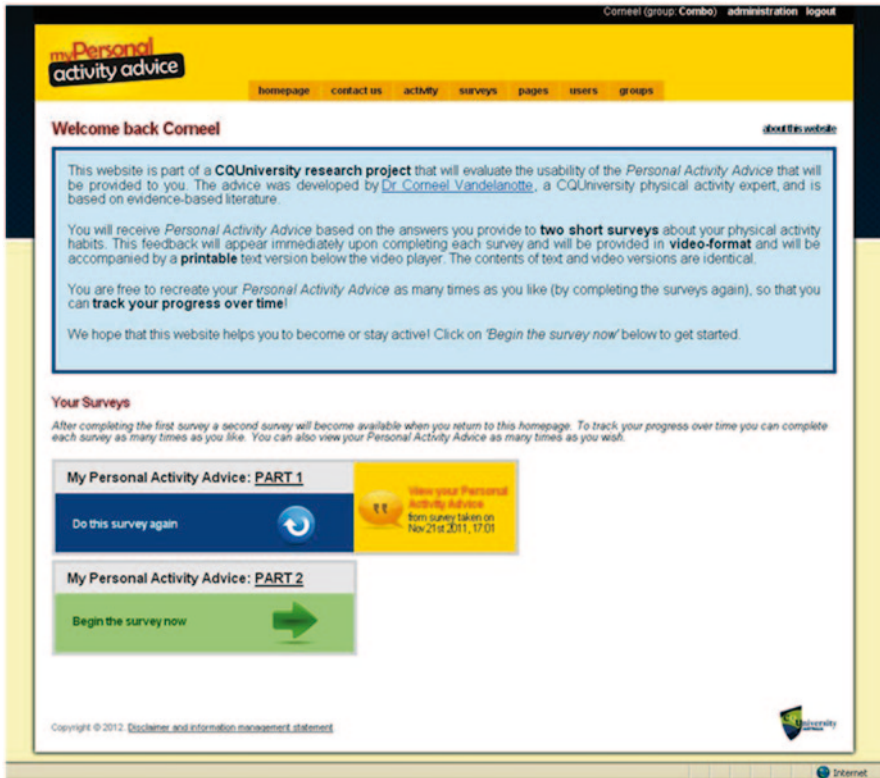 Corneel (group: Combo) administration logout
myPersonal
activity advice
homepage contact us activity surveys pages users groups
Welcome back Corneel
about this website
This website is part of a CQUniversity research project that will evaluate the usability of the Personal Activity Advice that will
be provided to you. The advice was developed by Dr Corneel Vandelanotte, a CQUniversity physical activity expert, and is
based on evidence-based literature.
You will receive Personal Activity Advice based on the answers you provide to two short surveys about your physical activity
habits. This feedback will appear immediately upon completing each survey and will be provided in video-format and will be
accompanied by a printable text version below the video player. The contents of text and video versions are identical.
You are free to recreate your Personal Activity Advice as many times as you like (by completing the surveys again), so that you
can track your progress over time!
We hope that this website helps you to become or stay active! Click on 'Begin the survey now' below to get started.
Your Surveys
After completing the first survey a second survey will become available when you return to this homepage. To track your progress over time you can complete
each survey as many times as you like. You can also view your Personal Activity Advice as many times as you wish.
My Personal Activity Advice: PART 1
Do this survey again
View your Personal
Activity Advice
from survey taken on
Nov 21st 2011, 17:01
My Personal Activity Advice: PART 2
Begin the survey now
Copyright © 2012. Disclaimer and information management statement
CQUniversity
AUSTRALIA
Internet